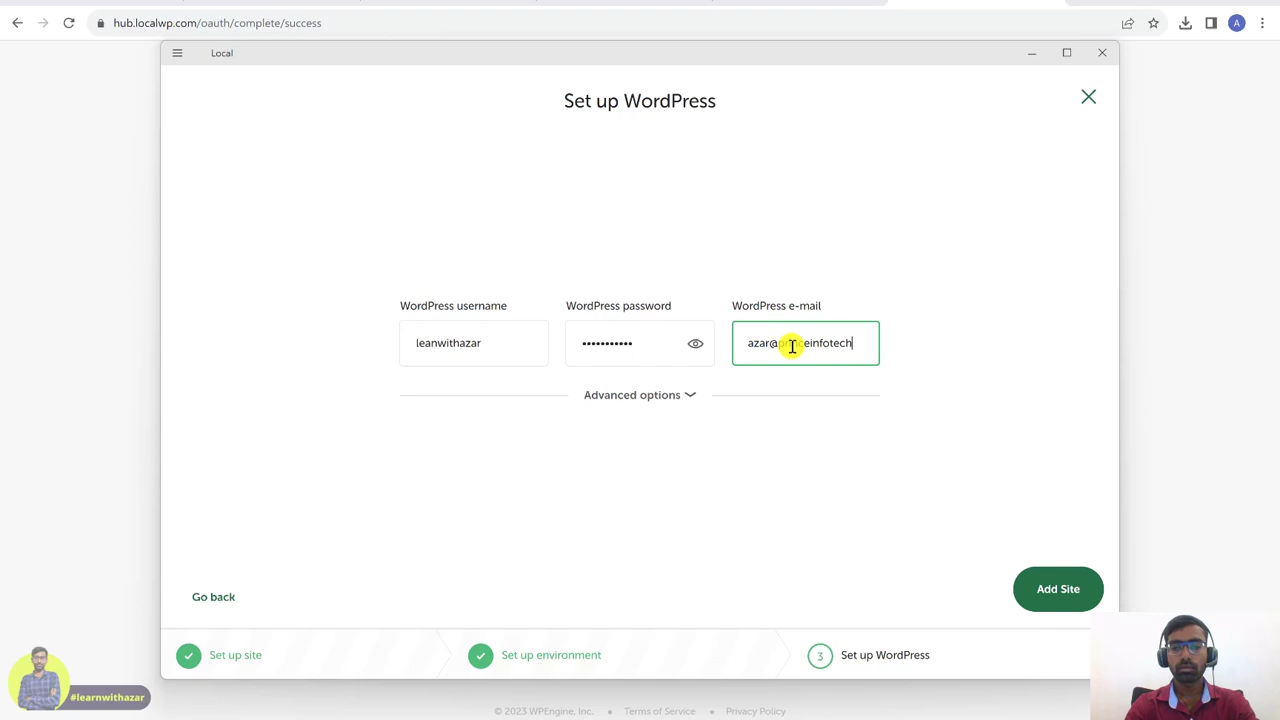 hub.localwp.com/oauth/complete/success
A
Local
Set up WordPress
WordPress username
WordPress password
WordPress e-mail
leanwithazar
•••••••••••
azar@princeinfotech
Advanced options
Go back
Add Site
Set up site
Set up environment
3
Set up WordPress
#learnwithazar
© 2023 WPEngine, Inc. • Terms of Service • Privacy Policy